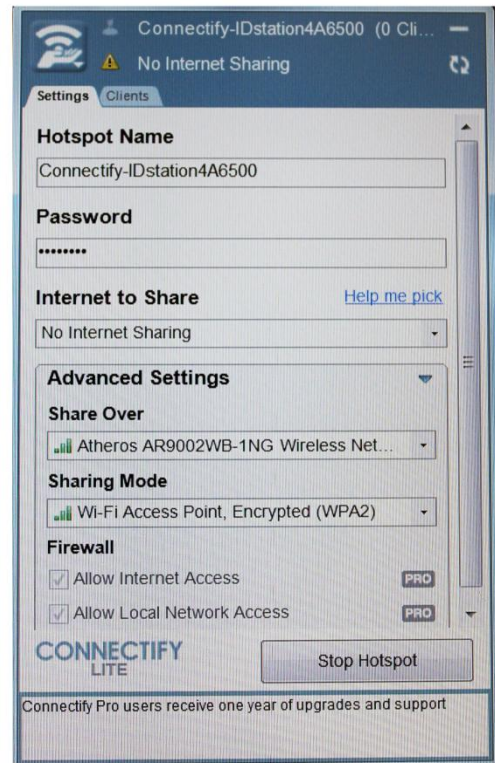 Connectify-IDstation4A6500 (0 Cli...
No Internet Sharing
Settings Clients
Hotspot Name
Connectify-IDstation4A6500
Password
••••••••
Internet to Share Help me pick
No Internet Sharing
Advanced Settings
Share Over
Atheros AR9002WB-1NG Wireless Net...
Sharing Mode
Wi-Fi Access Point, Encrypted (WPA2)
Firewall
Allow Internet Access PRO
Allow Local Network Access PRO
CONNECTIFY
LITE
Stop Hotspot
Connectify Pro users receive one year of upgrades and support